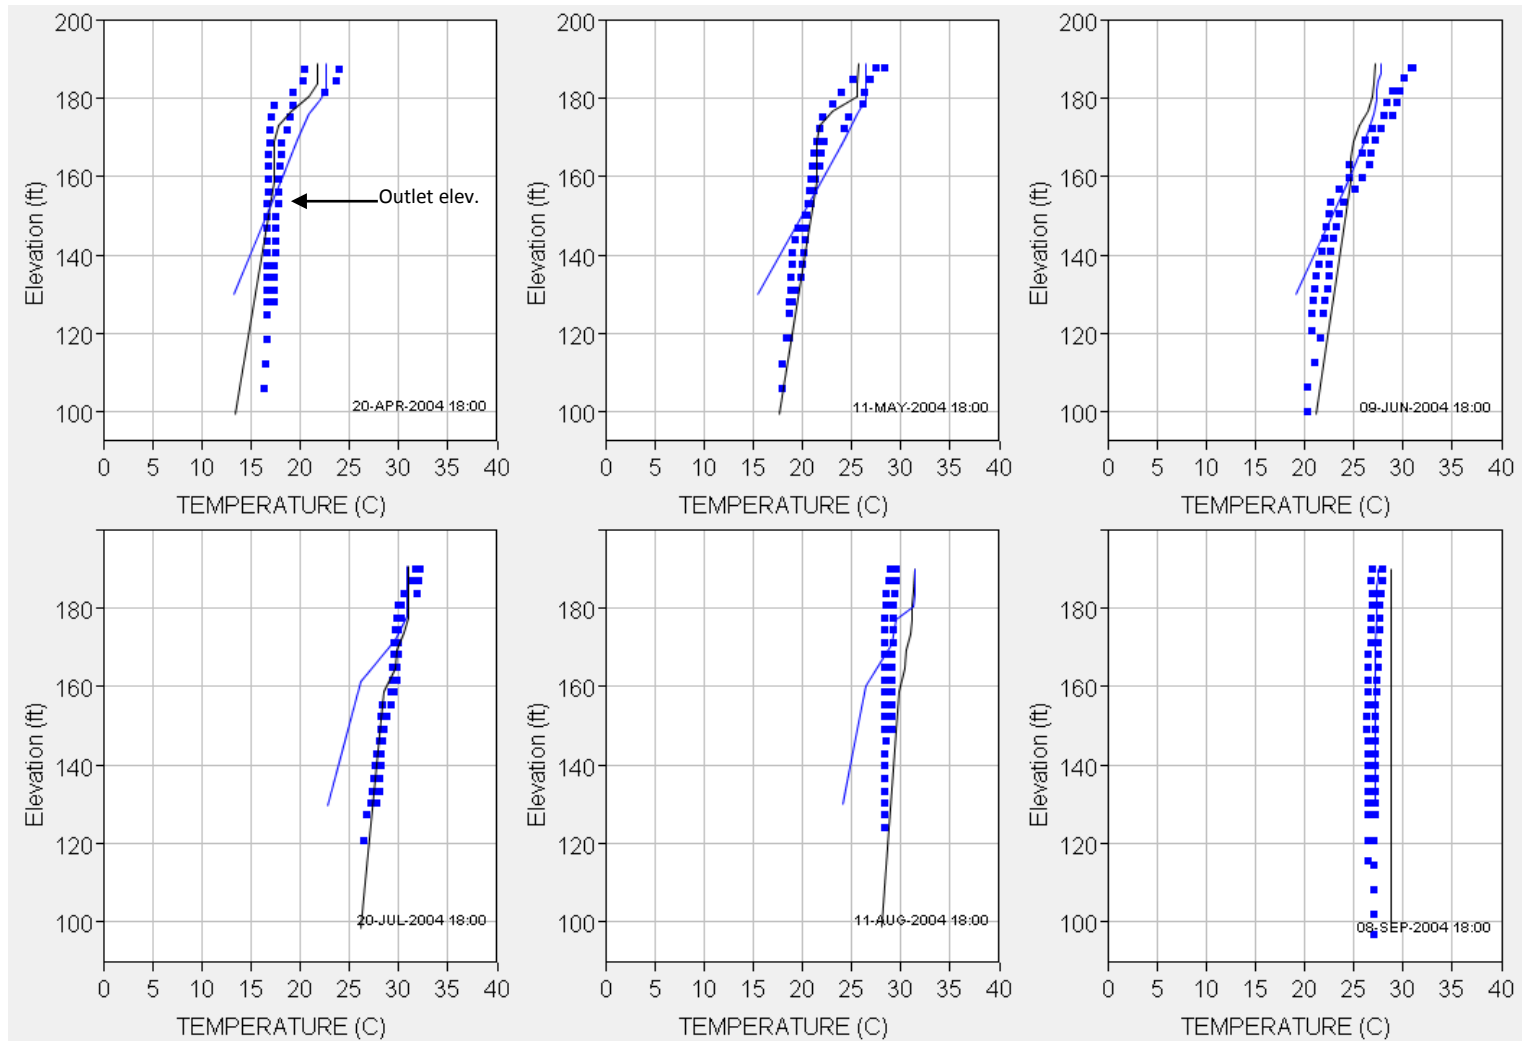 200 200 200
180 180 180
160 160 160
140 140 140
120 120 120
100 100 100
Elevation (ft) Elevation (ft) Elevation (ft)
Outlet elev.
20-APR-2004 18:00 11-MAY-2004 18:00 09-JUN-2004 18:00
0 5 10 15 20 25 30 35 40 0 5 10 15 20 25 30 35 40 0 5 10 15 20 25 30 35 40
TEMPERATURE (C) TEMPERATURE (C) TEMPERATURE (C)
180 180 180
160 160 160
140 140 140
120 120 120
100 100 100
Elevation (ft) Elevation (ft) Elevation (ft)
20-JUL-2004 18:00 11-AUG-2004 18:00 08-SEP-2004 18:00
0 5 10 15 20 25 30 35 40 0 5 10 15 20 25 30 35 40 0 5 10 15 20 25 30 35 40
TEMPERATURE (C) TEMPERATURE (C) TEMPERATURE (C)